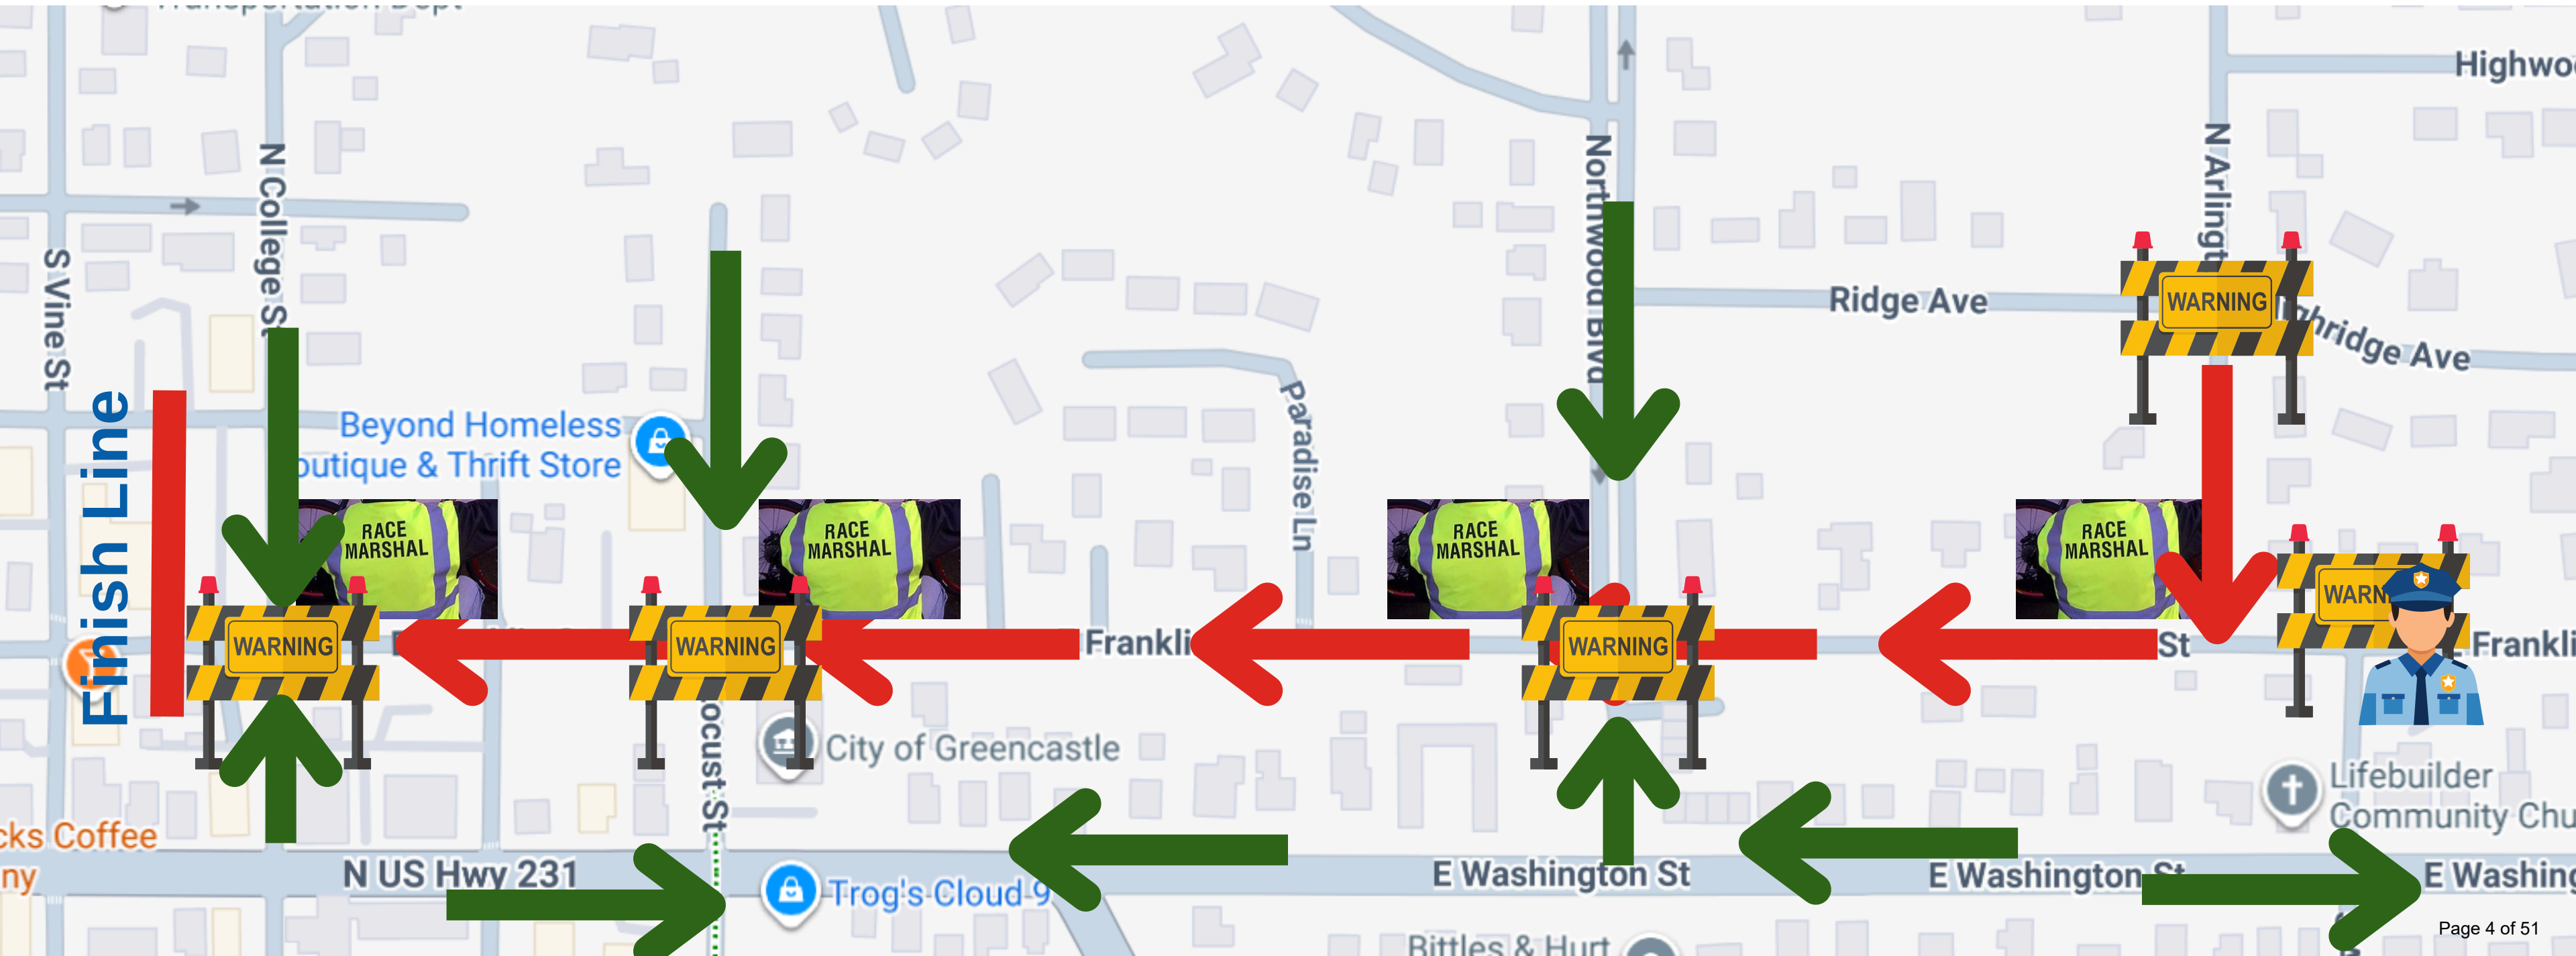 Transportation Dept
Highwo
N College St
S Vine St
Northwood Blvd
N Arlingt
Ridge Ave
WARNING
ghridge Ave
Finish Line
Beyond Homeless
outique & Thrift Store
Paradise Ln
RACE
MARSHAL
RACE
MARSHAL
RACE
MARSHAL
RACE
MARSHAL
WARNING
WARNING
Frankli
WARNING
St
WARN
E Frankli
ocust St
City of Greencastle
Lifebuilder
Community Chu
cks Coffee
ny
N US Hwy 231
Trog's Cloud 9
E Washington St
E Washington St
E Washing
Bittles & Hurt
Page 4 of 51